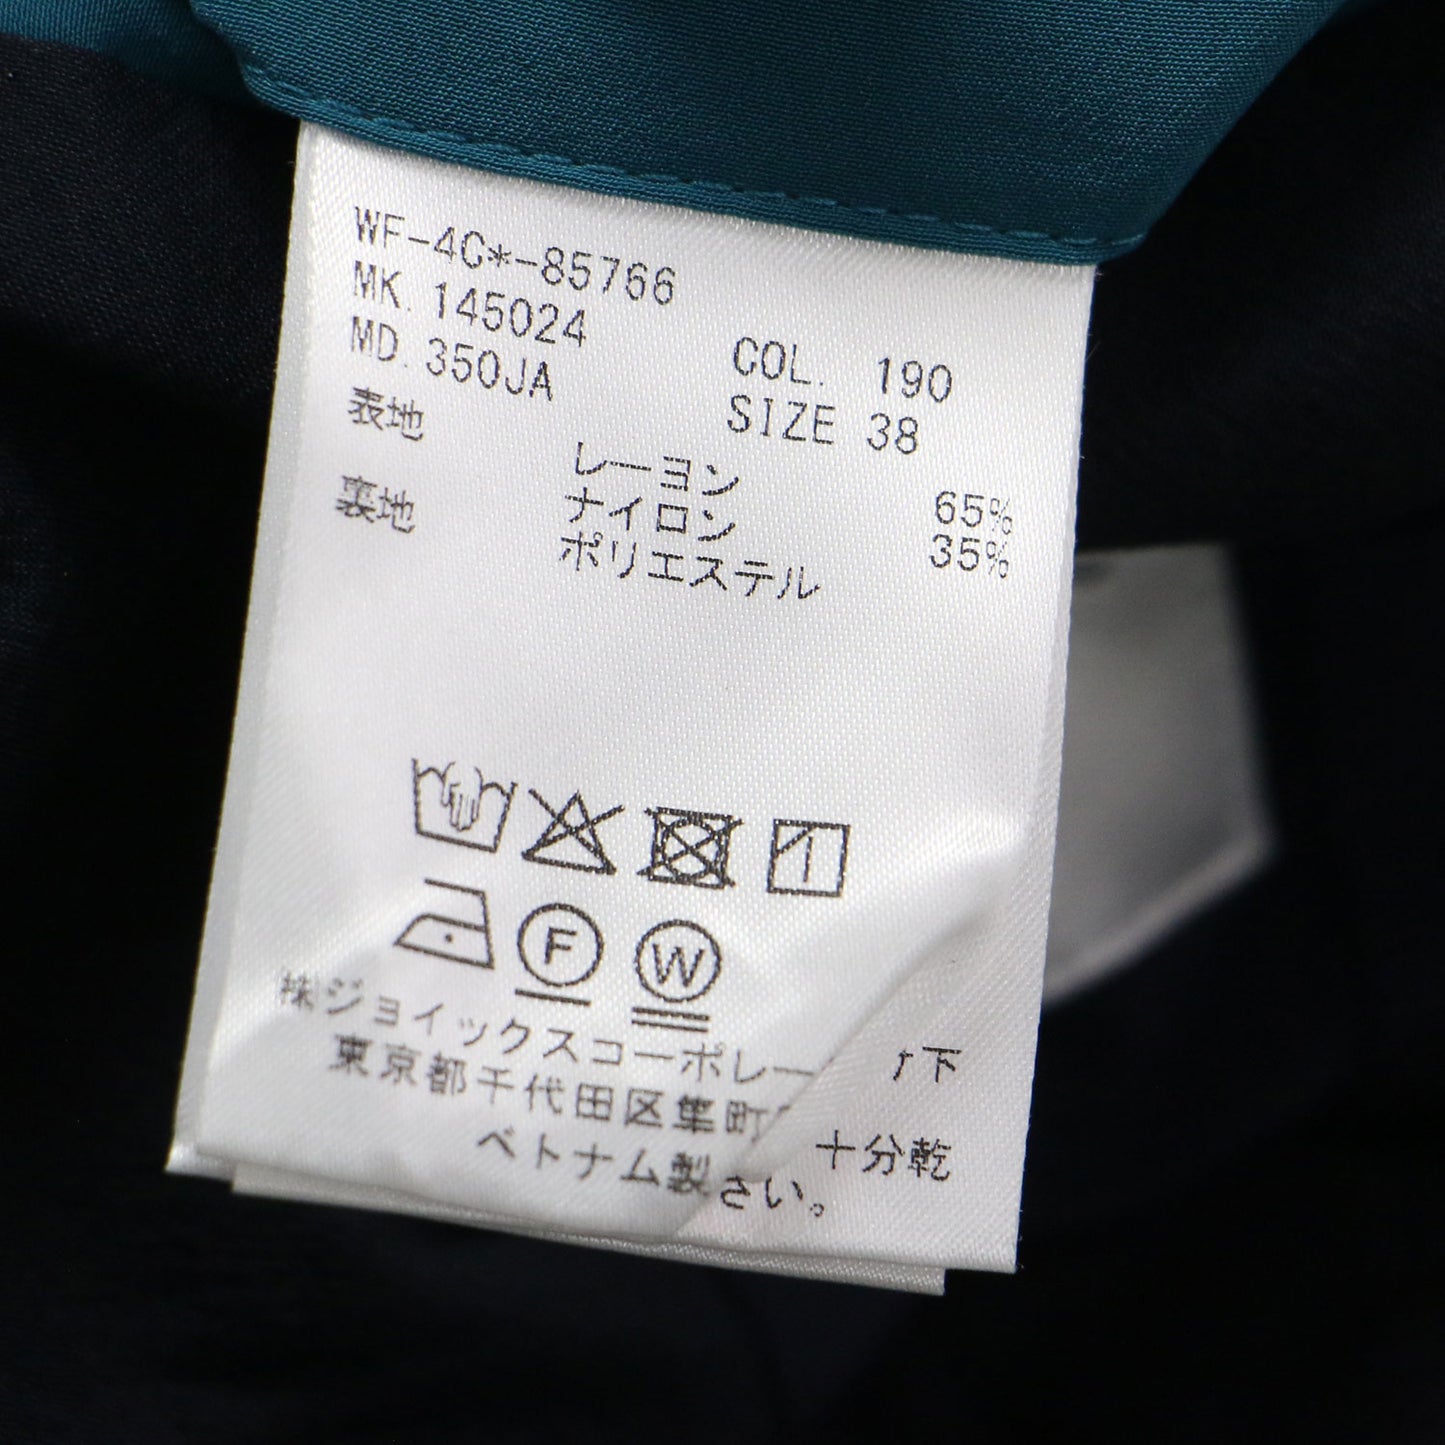 WF-4C*-85766
MK. 145024 COL. 190
MD. 350JA SIZE 38
表地 レーヨン 65%
ナイロン 35%
裏地 ポリエステル
F W
(株)ジョイックスコーポレー
東京都千代田区隼町
ベトナム製
下
十分乾
さい。